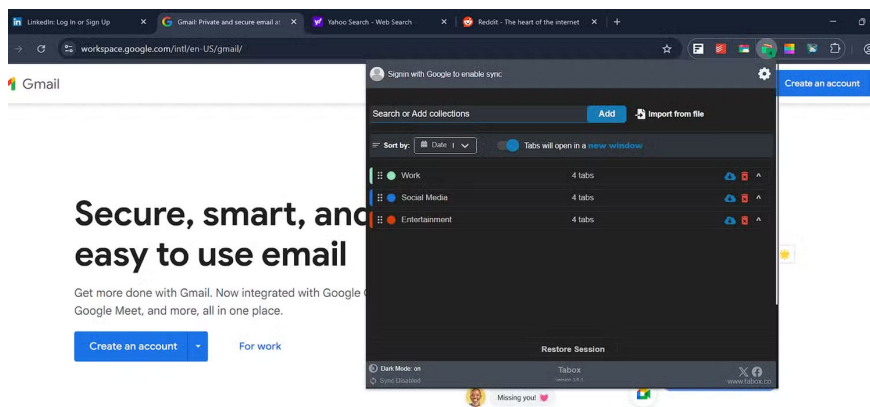 LinkedIn: Log In or Sign Up
Gmail: Private and secure email at
Yahoo Search - Web Search
Reddit - The heart of the internet
workspace.google.com/intl/en-US/gmail/
Gmail
Create an account
Signin with Google to enable sync
Search or Add collections
Add
Import from file
Sort by:
Date
Tabs will open in a new window
Work 4 tabs
Social Media 4 tabs
Entertainment 4 tabs
Restore Session
Dark Mode: on
Sync Disabled
Tabox
www.tabox.co
Secure, smart, and
easy to use email
Get more done with Gmail. Now integrated with Google
Google Meet, and more, all in one place.
Create an account
For work
Missing you!